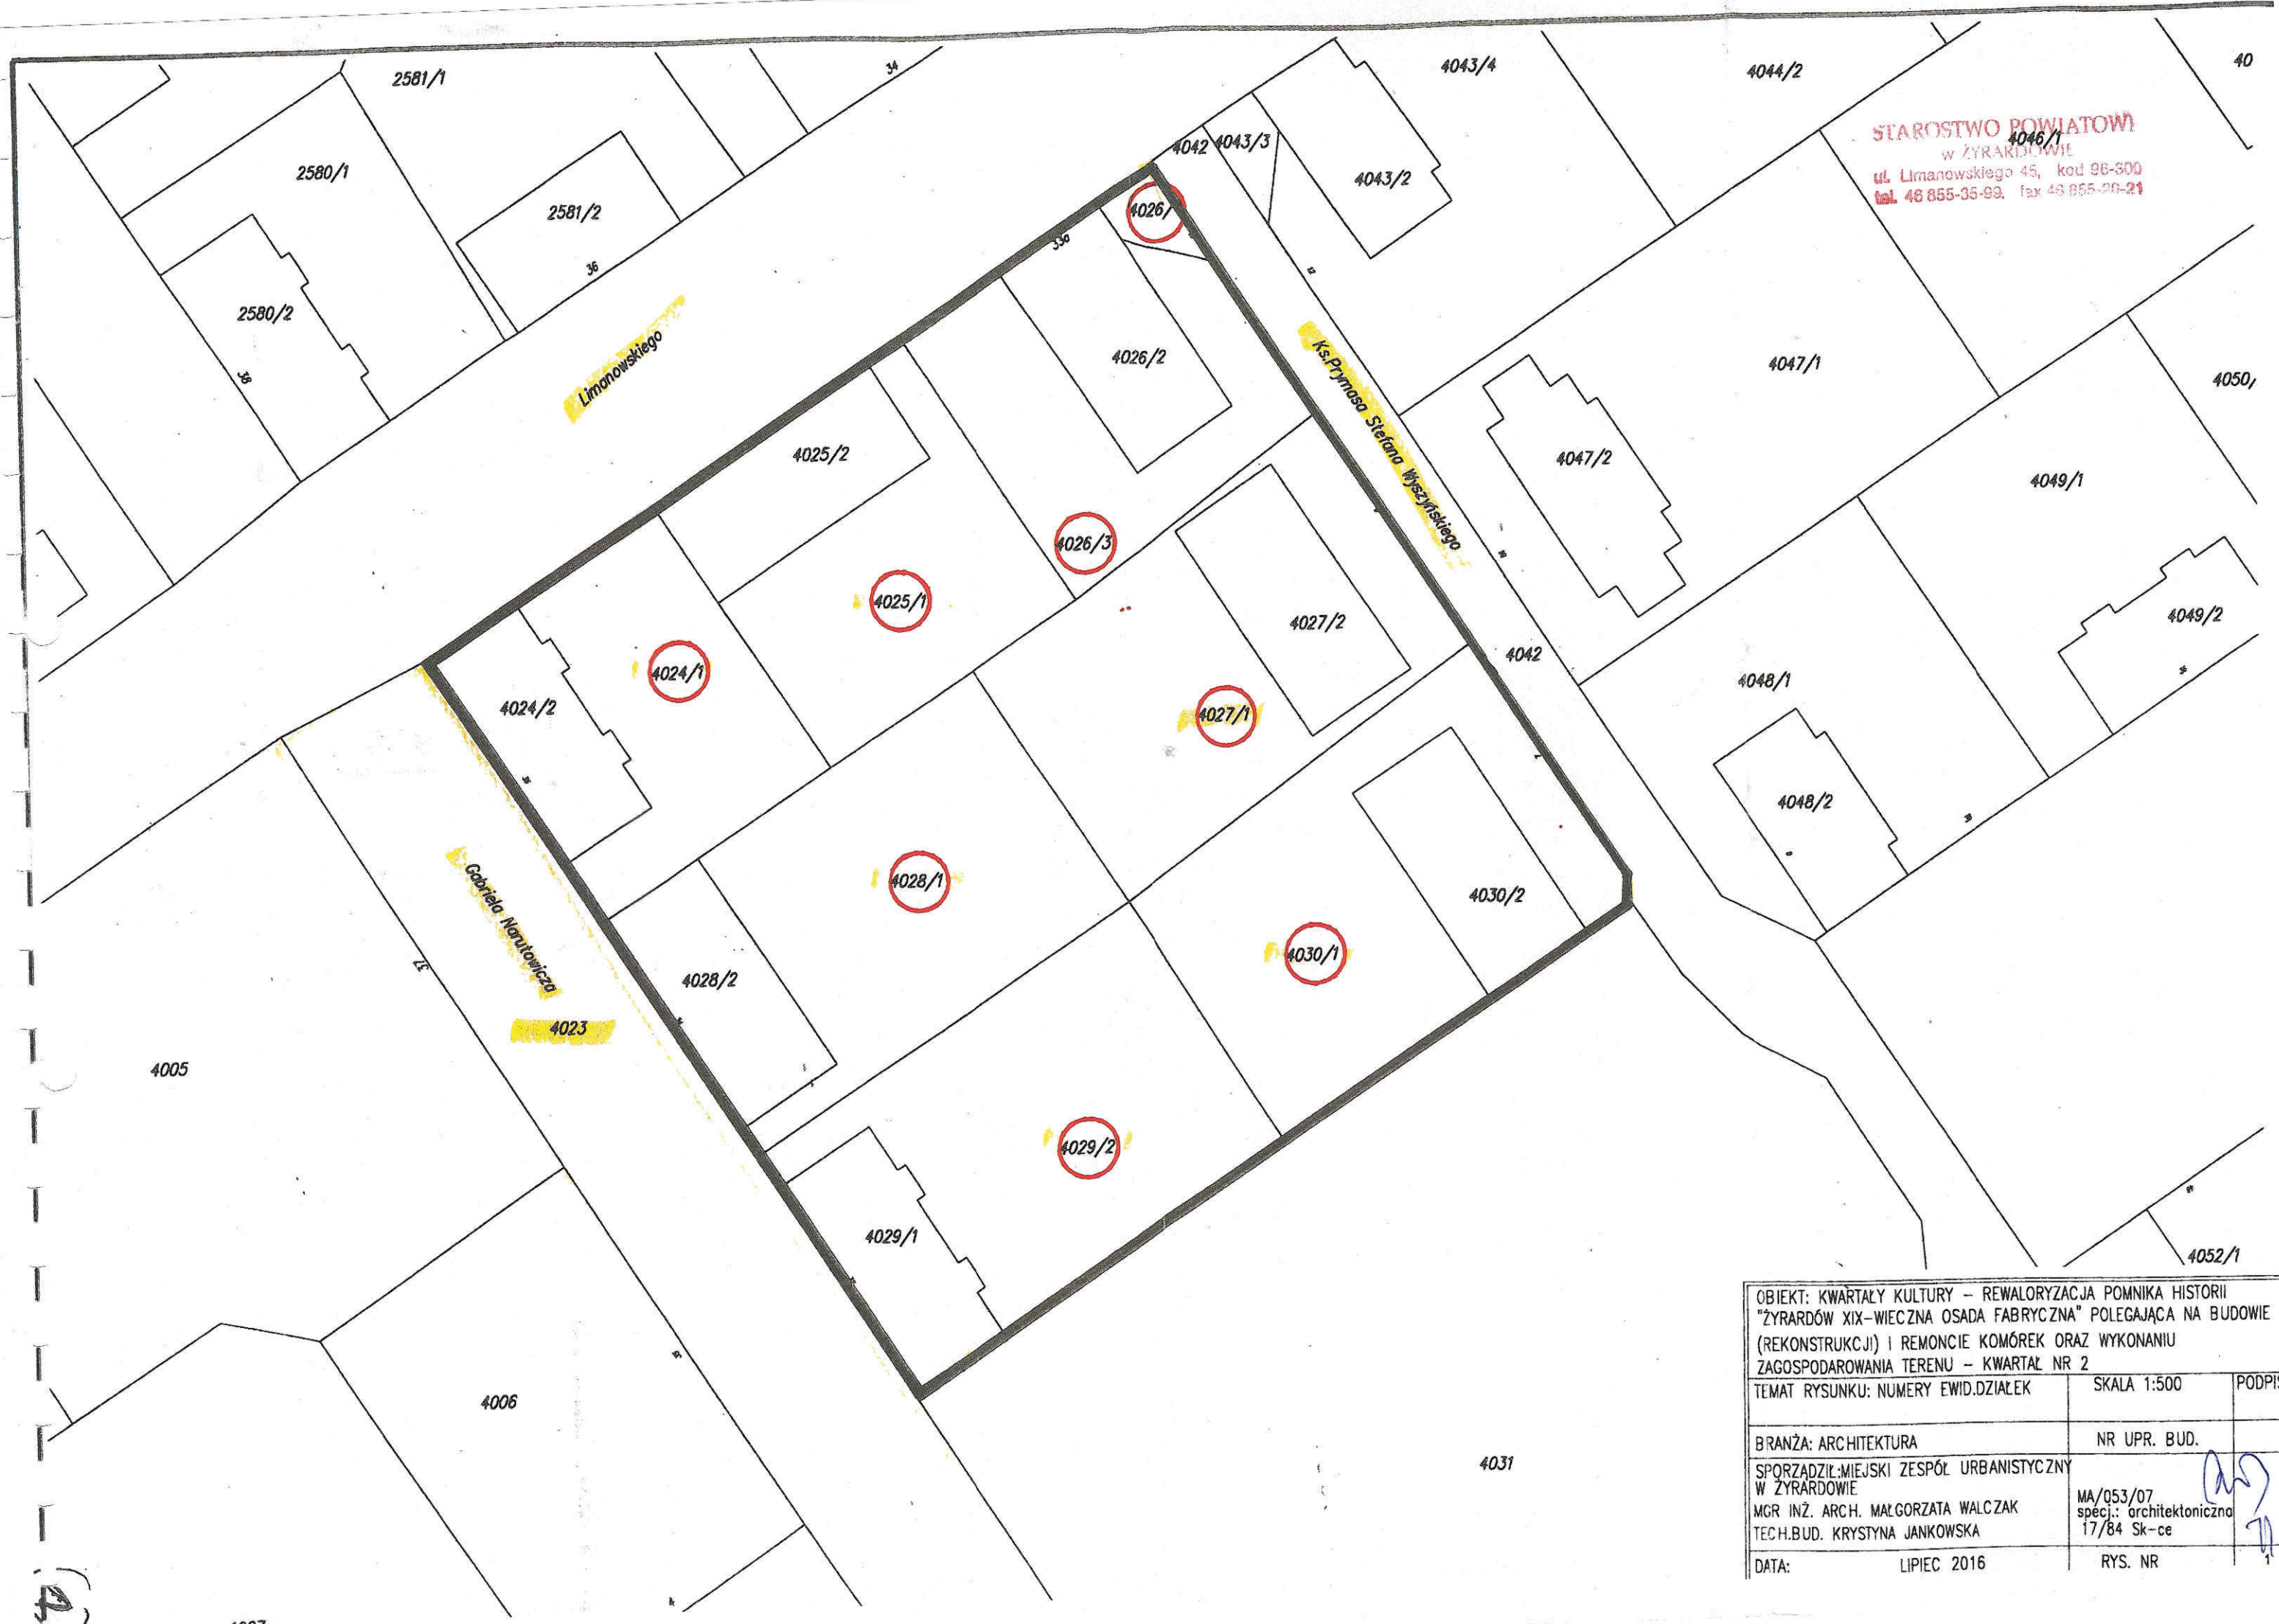 2581/1
34
4043/4
4044/2
40
STAROSTWO POWIATOW
4046/1
w ŻYRARDOWIE
ul. Limanowskiego 45, kod 96-300
tel. 46 855-35-99, fax 46 855-20-21
2580/1
4042
4043/3
4043/2
2581/2
4026/
33a
36
12
2580/2
38
Limanowskiego
4026/2
Ks.Prymasa Stefana Wyszyńskiego
4047/1
4050/
4025/2
4047/2
4049/1
4026/3
4025/1
4027/2
4049/2
4042
4024/1
4048/1
4024/2
4027/1
4048/2
Gabriela Narutowicza
4028/1
4030/2
37
4028/2
4030/1
4023
4005
4029/2
4029/1
4052/1
4006
4031
OBIEKT: KWARTAŁY KULTURY – REWALORYZACJA POMNIKA HISTORII
"ŻYRARDÓW XIX–WIECZNA OSADA FABRYCZNA" POLEGAJĄCA NA BUDOWIE
(REKONSTRUKCJI) I REMONCIE KOMÓREK ORAZ WYKONANIU
ZAGOSPODAROWANIA TERENU – KWARTAŁ NR 2
TEMAT RYSUNKU: NUMERY EWID.DZIAŁEK
SKALA 1:500
PODPIS
BRANŻA: ARCHITEKTURA
NR UPR. BUD.
SPORZĄDZIŁ:MIEJSKI ZESPÓŁ URBANISTYCZNY
W ŻYRARDOWIE
MGR INŻ. ARCH. MAŁGORZATA WALCZAK
MA/053/07
specj.: architektoniczna
TECH.BUD. KRYSTYNA JANKOWSKA
17/84 Sk–ce
DATA: LIPIEC 2016
RYS. NR
1